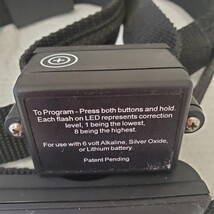 To Program - Press both buttons and hold.
Each flash on LED represents correction
level, 1 being the lowest,
8 being the highest.
For use with 6 volt Alkaline, Silver Oxide,
or Lithium battery.
Patent Pending